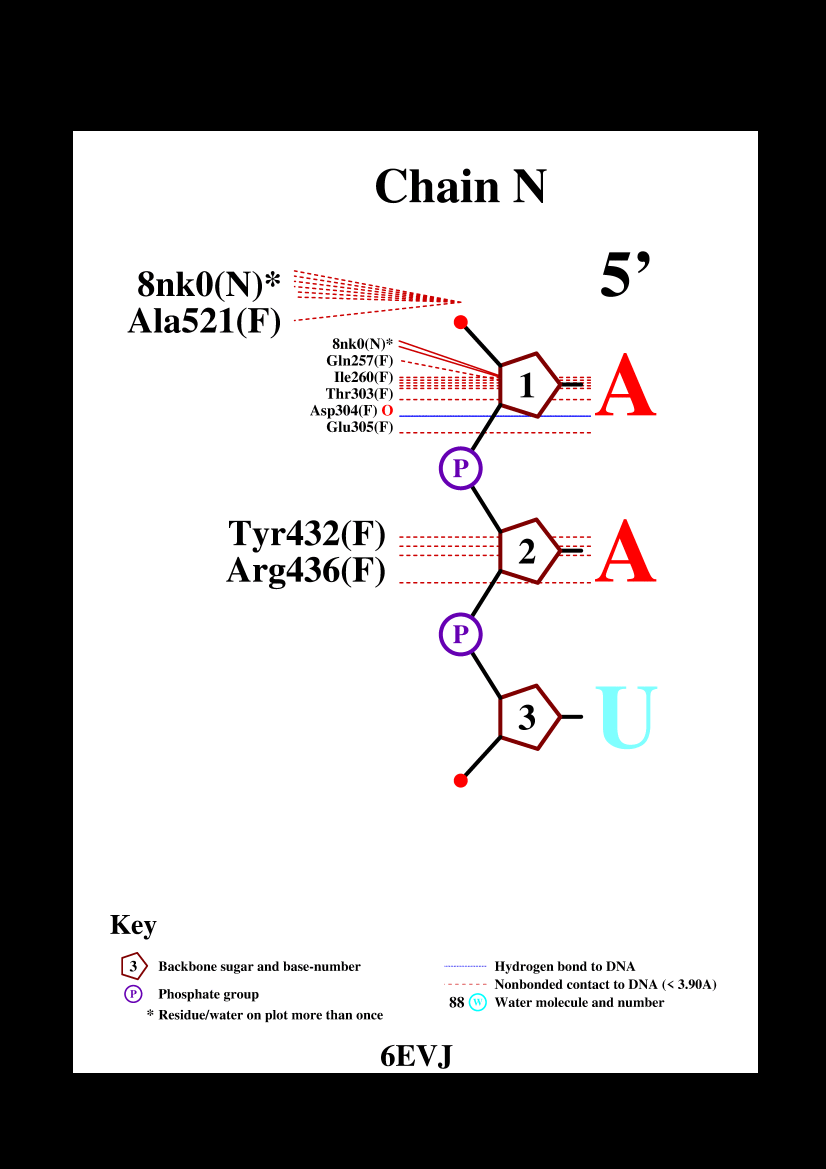 Chain N
5’
8nk0(N)*
Ala521(F)
8nk0(N)*
Gln257(F)
Ile260(F)
Thr303(F)
Asp304(F) O
Glu305(F)
1
A
P
Tyr432(F)
Arg436(F)
2
A
P
3
U
Key
3 Backbone sugar and base-number
P Phosphate group
* Residue/water on plot more than once
Hydrogen bond to DNA
Nonbonded contact to DNA (< 3.90A)
88 W Water molecule and number
6EVJ